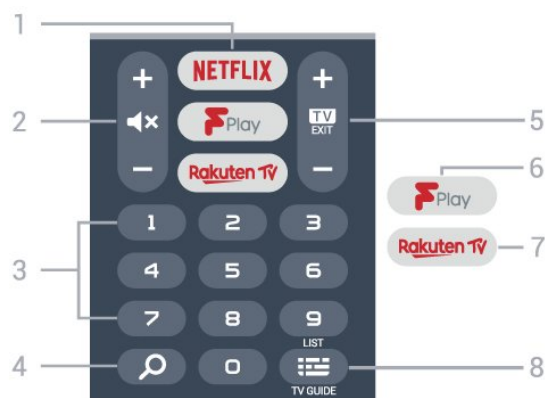 1
NETFLIX
+
+
2
F Play
TV
EXIT
5
-
-
6
Rakuten TV
F Play
1
2
3
Rakuten TV
7
3
4
5
6
7
8
9
LIST
4
0
8
TV GUIDE